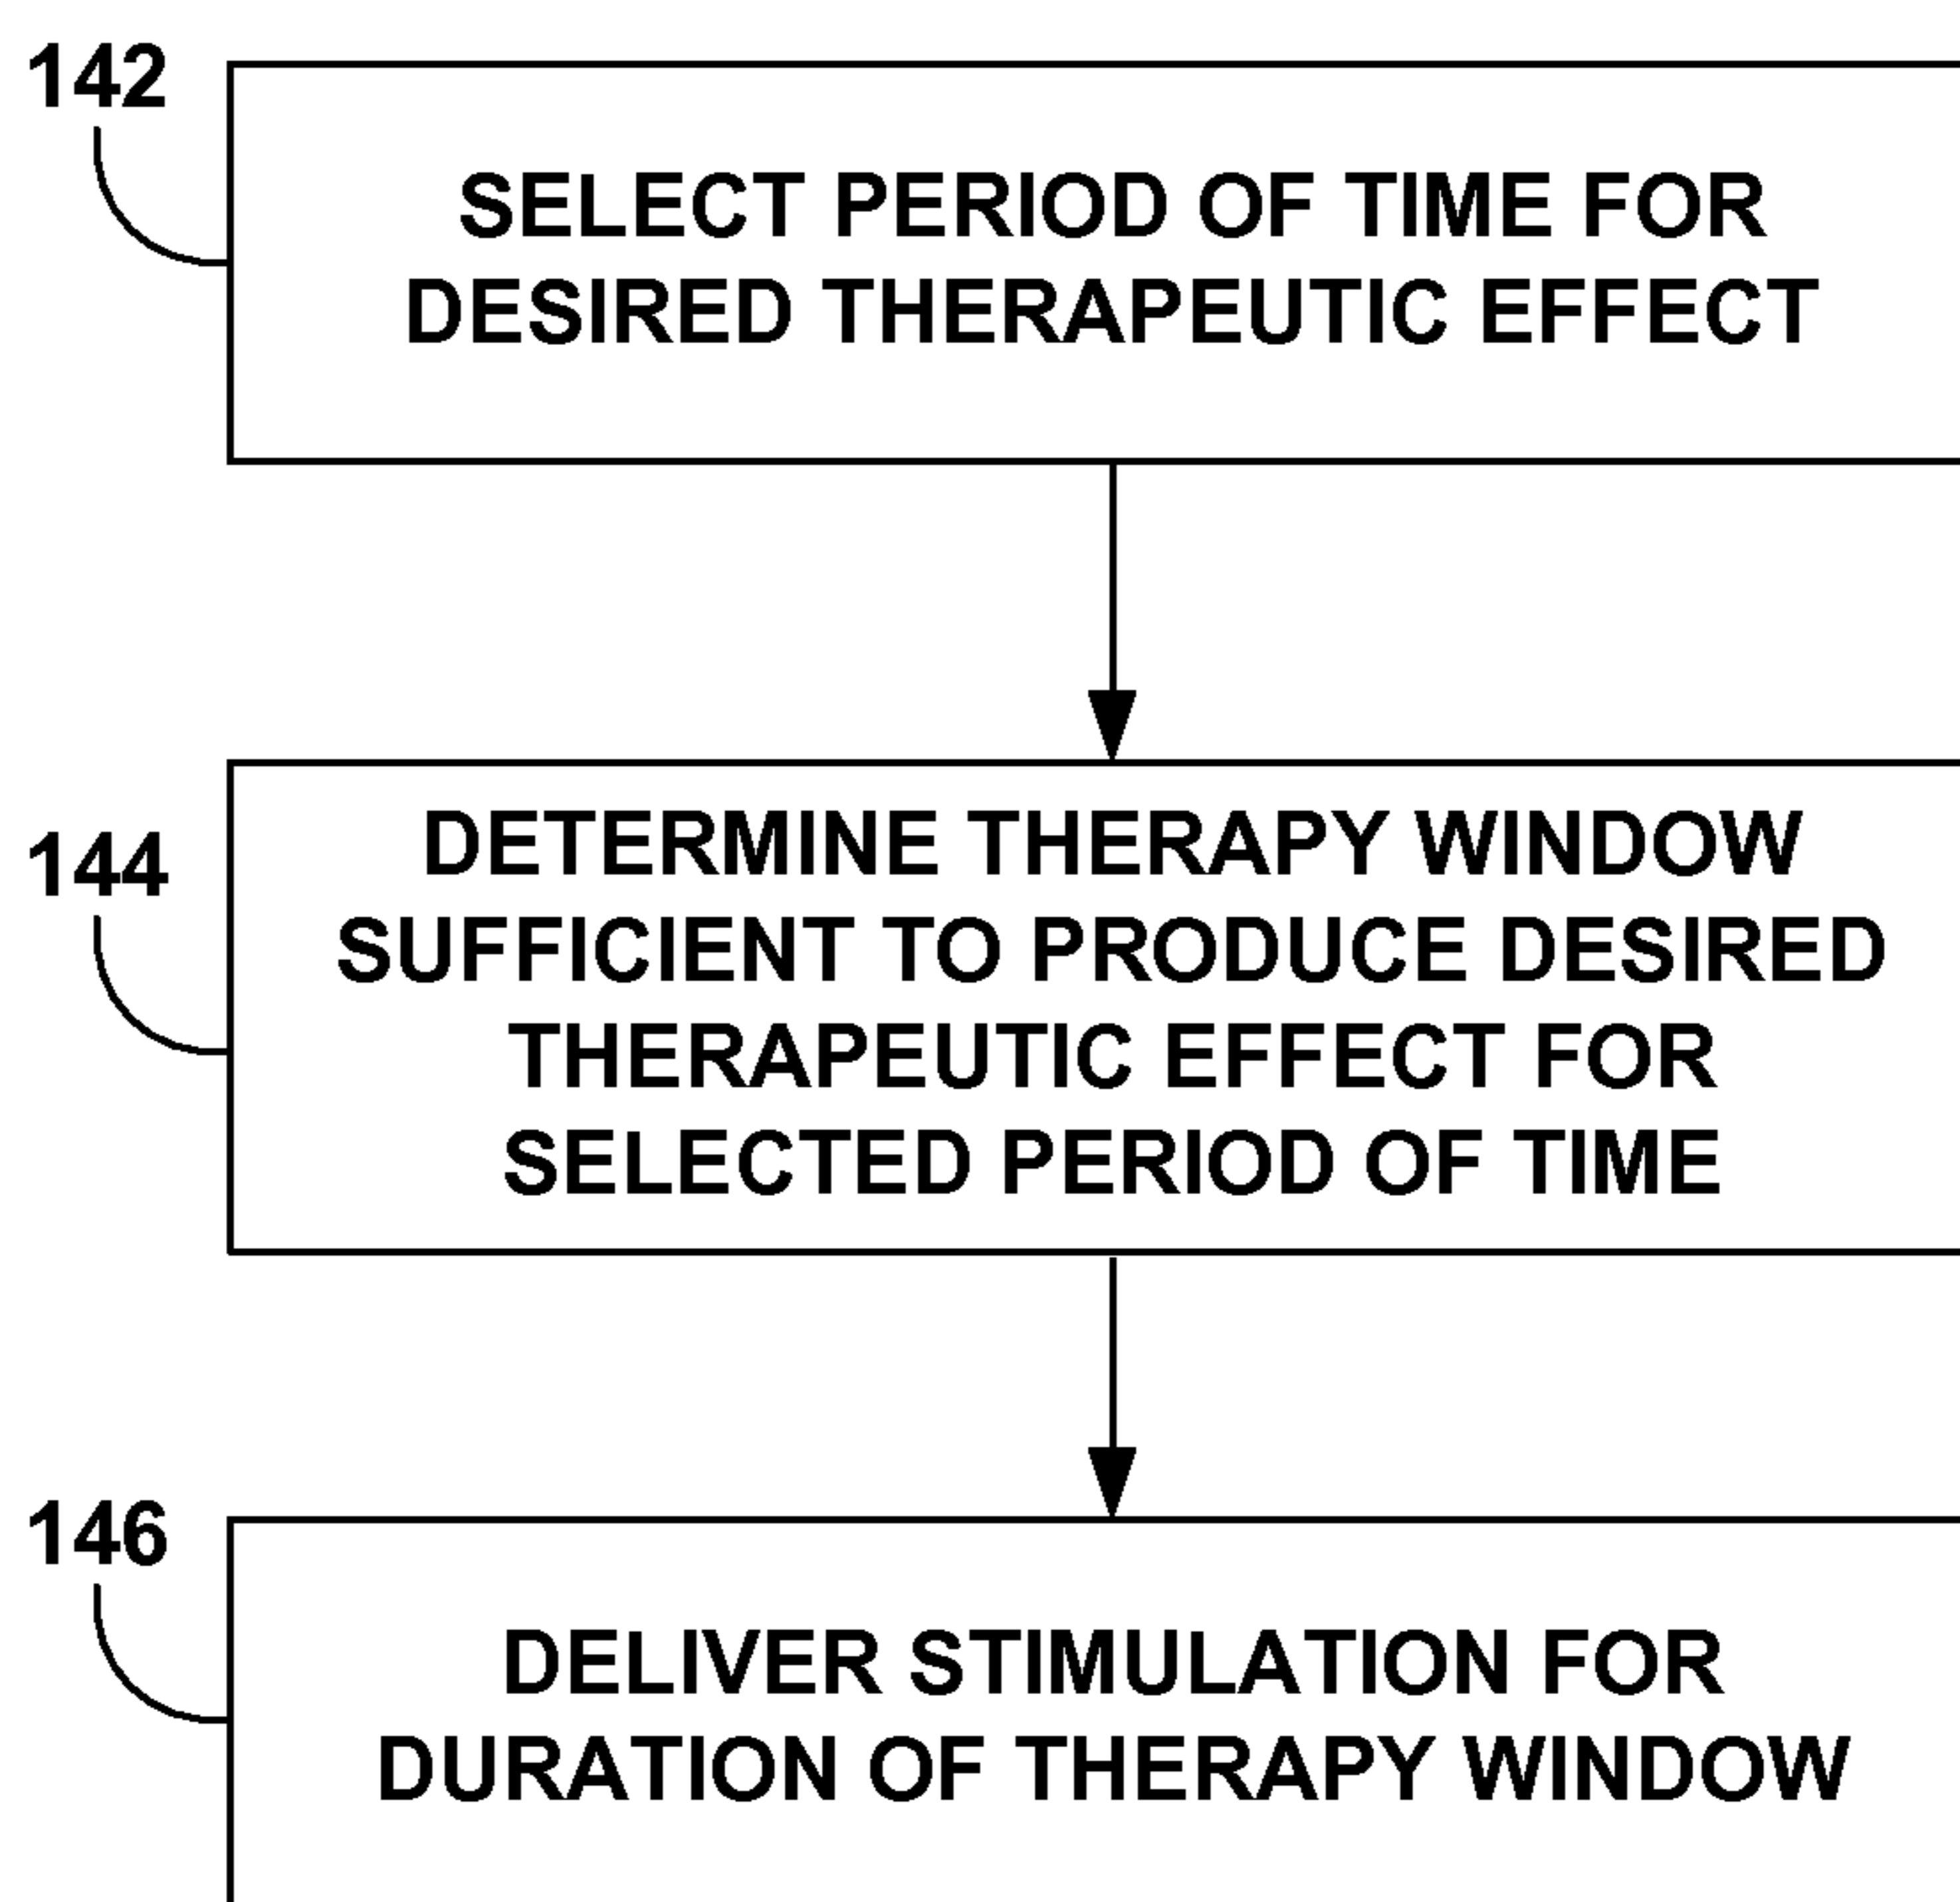 142
SELECT PERIOD OF TIME FOR
DESIRED THERAPEUTIC EFFECT
144
DETERMINE THERAPY WINDOW
SUFFICIENT TO PRODUCE DESIRED
THERAPEUTIC EFFECT FOR
SELECTED PERIOD OF TIME
146
DELIVER STIMULATION FOR
DURATION OF THERAPY WINDOW